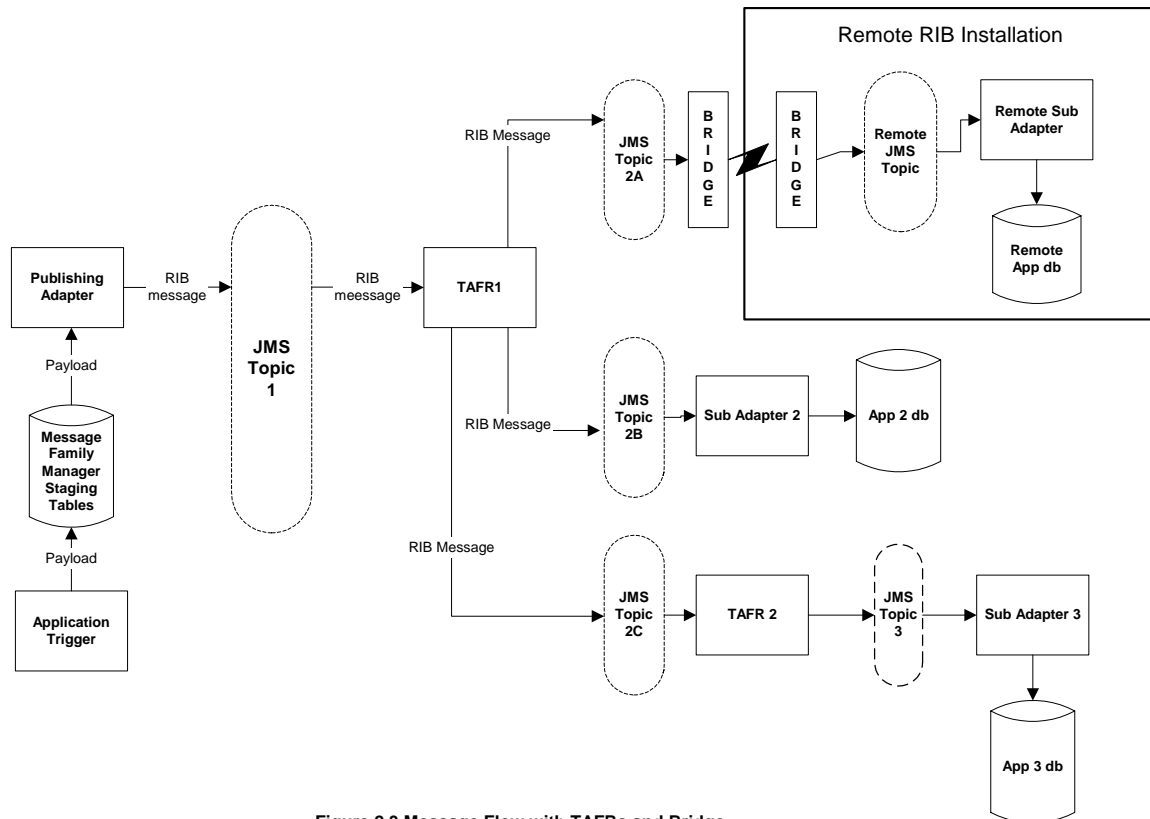 Remote RIB Installation
B
R
I
D
G
E
B
R
I
D
G
E
JMS
Topic
2A
Remote
JMS
Topic
Remote Sub
Adapter
RIB Message
Remote
App db
Publishing
Adapter
RIB
message
RIB
meessage
TAFR1
JMS
Topic
1
Payload
Message
Family
Manager
Staging
Tables
Payload
Application
Trigger
RIB Message
JMS
Topic
2B
Sub Adapter 2
App 2 db
RIB Message
JMS
Topic
2C
TAFR 2
JMS
Topic
3
Sub Adapter 3
App 3 db